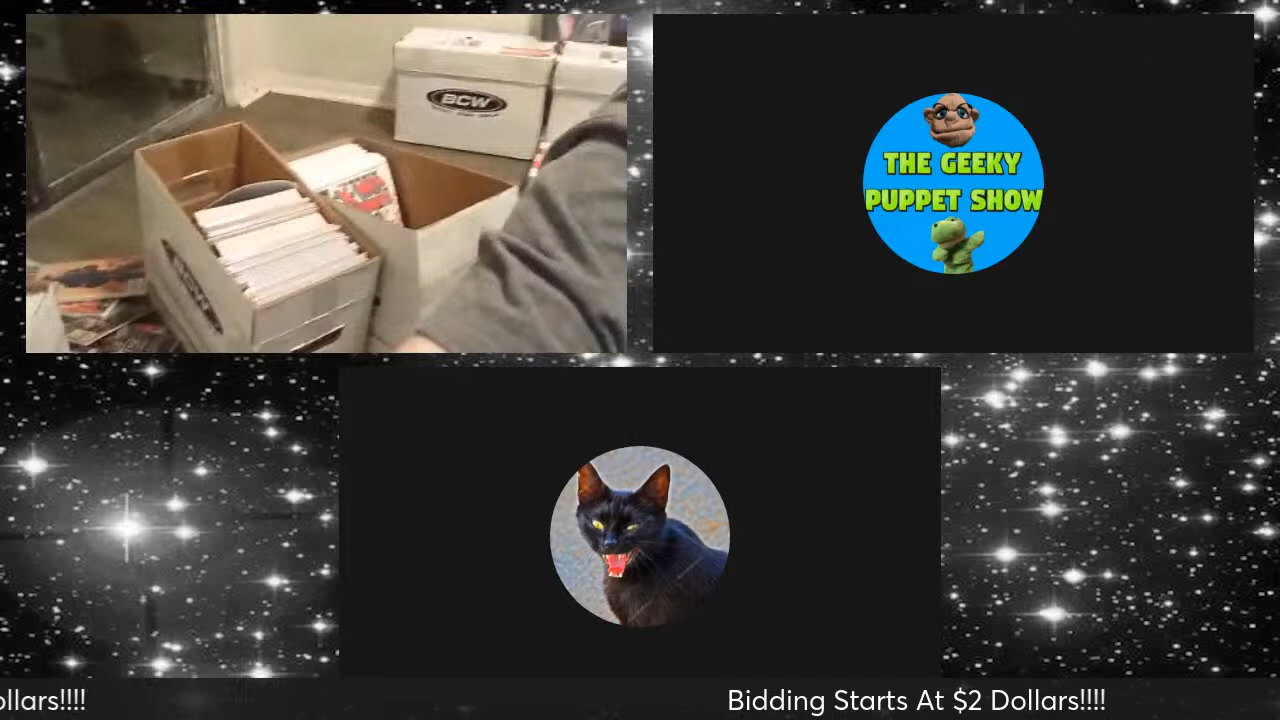 BCW
THE GEEKY
PUPPET SHOW
ollars!!!!
Bidding Starts At $2 Dollars!!!!